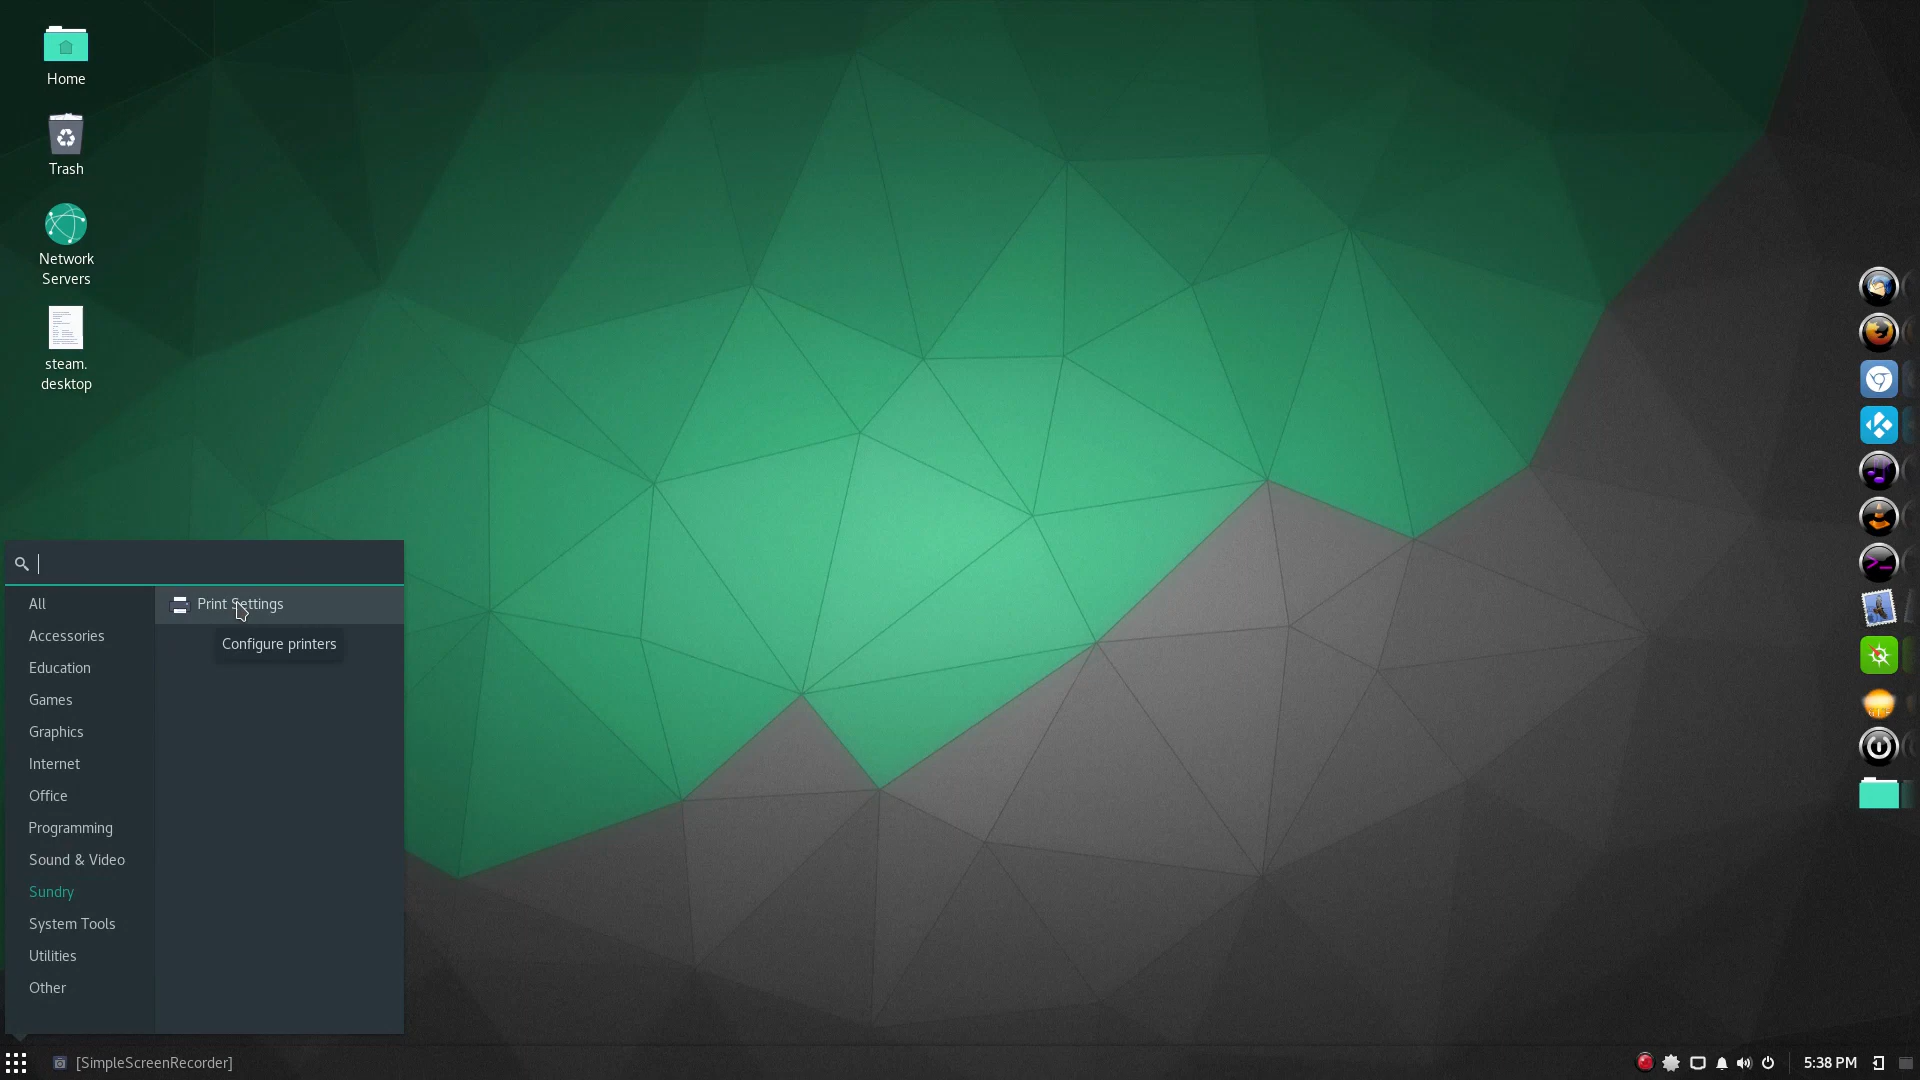 Home
Trash
Network
Servers
steam.
desktop
All
Accessories
Education
Games
Graphics
Internet
Office
Programming
Sound & Video
Sundry
System Tools
Utilities
Other
Print Settings
Configure printers
[SimpleScreenRecorder]
5:38 PM